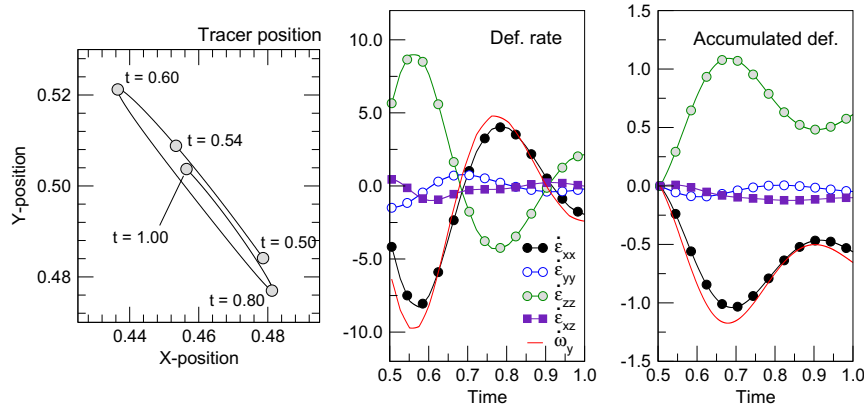 Tracer position
t = 0.60
t = 0.54
t = 1.00
t = 0.50
t = 0.80
0.52
0.50
0.48
Y-position
0.44 0.46 0.48
X-position
Def. rate
10.0
5.0
0.0
-5.0
-10.0
ε̇xx
ε̇yy
ε̇zz
ε̇xz
ω̇y
0.5 0.6 0.7 0.8 0.9 1.0
Time
Accumulated def.
1.5
1.0
0.5
0.0
-0.5
-1.0
-1.5
0.5 0.6 0.7 0.8 0.9 1.0
Time